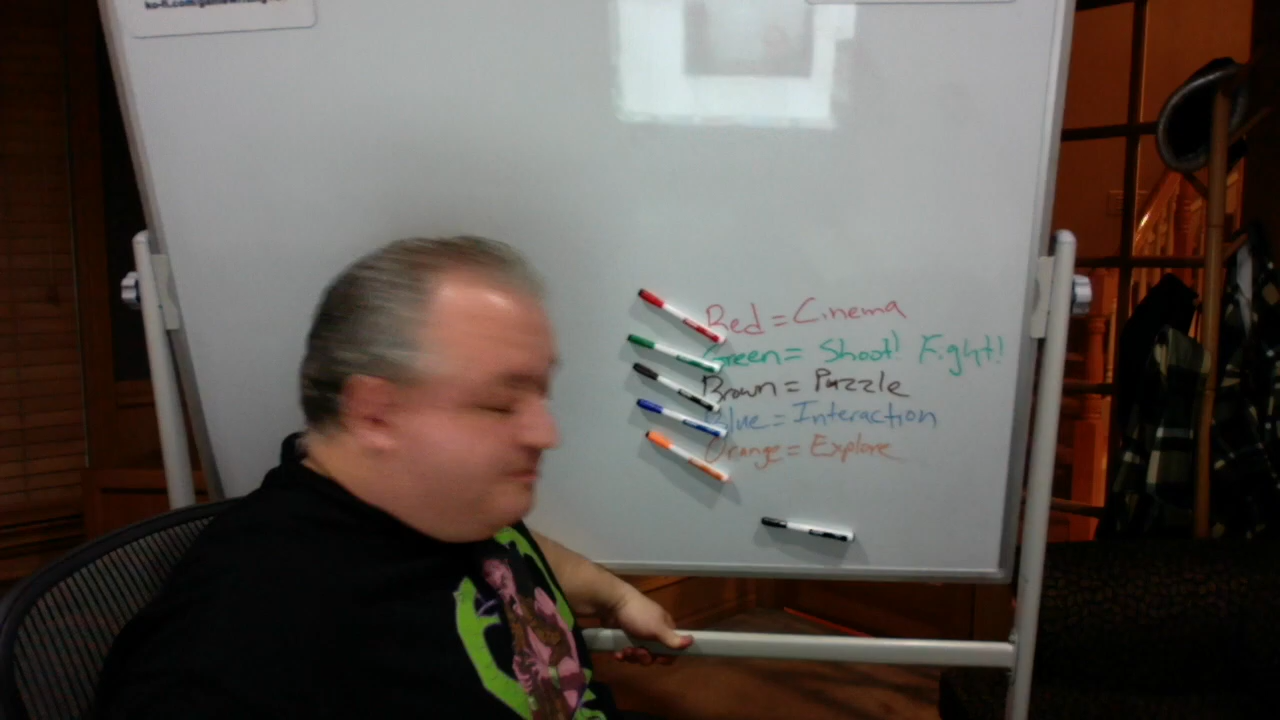 Red = Cinema
Green = Shoot! Fight!
Brown = Puzzle
Blue = Interaction
Orange = Explore